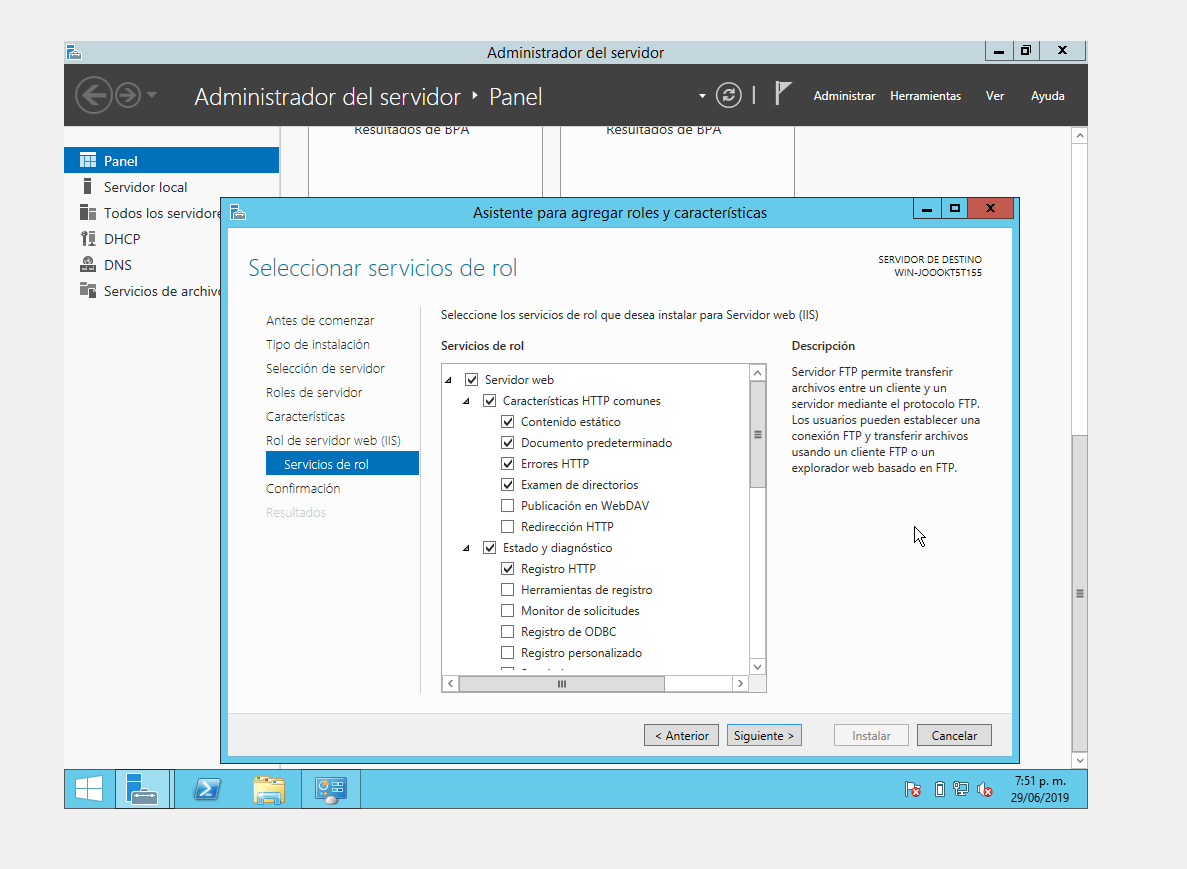 Administrador del servidor
Administrador del servidor
Panel
Administrar
Herramientas
Ver
Ayuda
Resultados de BPA
Resultados de BPA
Panel
Servidor local
Todos los servidore
DHCP
DNS
Servicios de archiv
Asistente para agregar roles y características
Seleccionar servicios de rol
SERVIDOR DE DESTINO
WIN-JOOOKT5T155
Antes de comenzar
Tipo de instalación
Selección de servidor
Roles de servidor
Características
Rol de servidor web (IIS)
Servicios de rol
Confirmación
Resultados
Seleccione los servicios de rol que desea instalar para Servidor web (IIS)
Servicios de rol
Servidor web
Características HTTP comunes
Contenido estático
Documento predeterminado
Errores HTTP
Examen de directorios
Publicación en WebDAV
Redirección HTTP
Estado y diagnóstico
Registro HTTP
Herramientas de registro
Monitor de solicitudes
Registro de ODBC
Registro personalizado
Descripción
Servidor FTP permite transferir
archivos entre un cliente y un
servidor mediante el protocolo FTP.
Los usuarios pueden establecer una
conexión FTP y transferir archivos
usando un cliente FTP o un
explorador web basado en FTP.
< Anterior
Siguiente >
Instalar
Cancelar
7:51 p. m.
29/06/2019